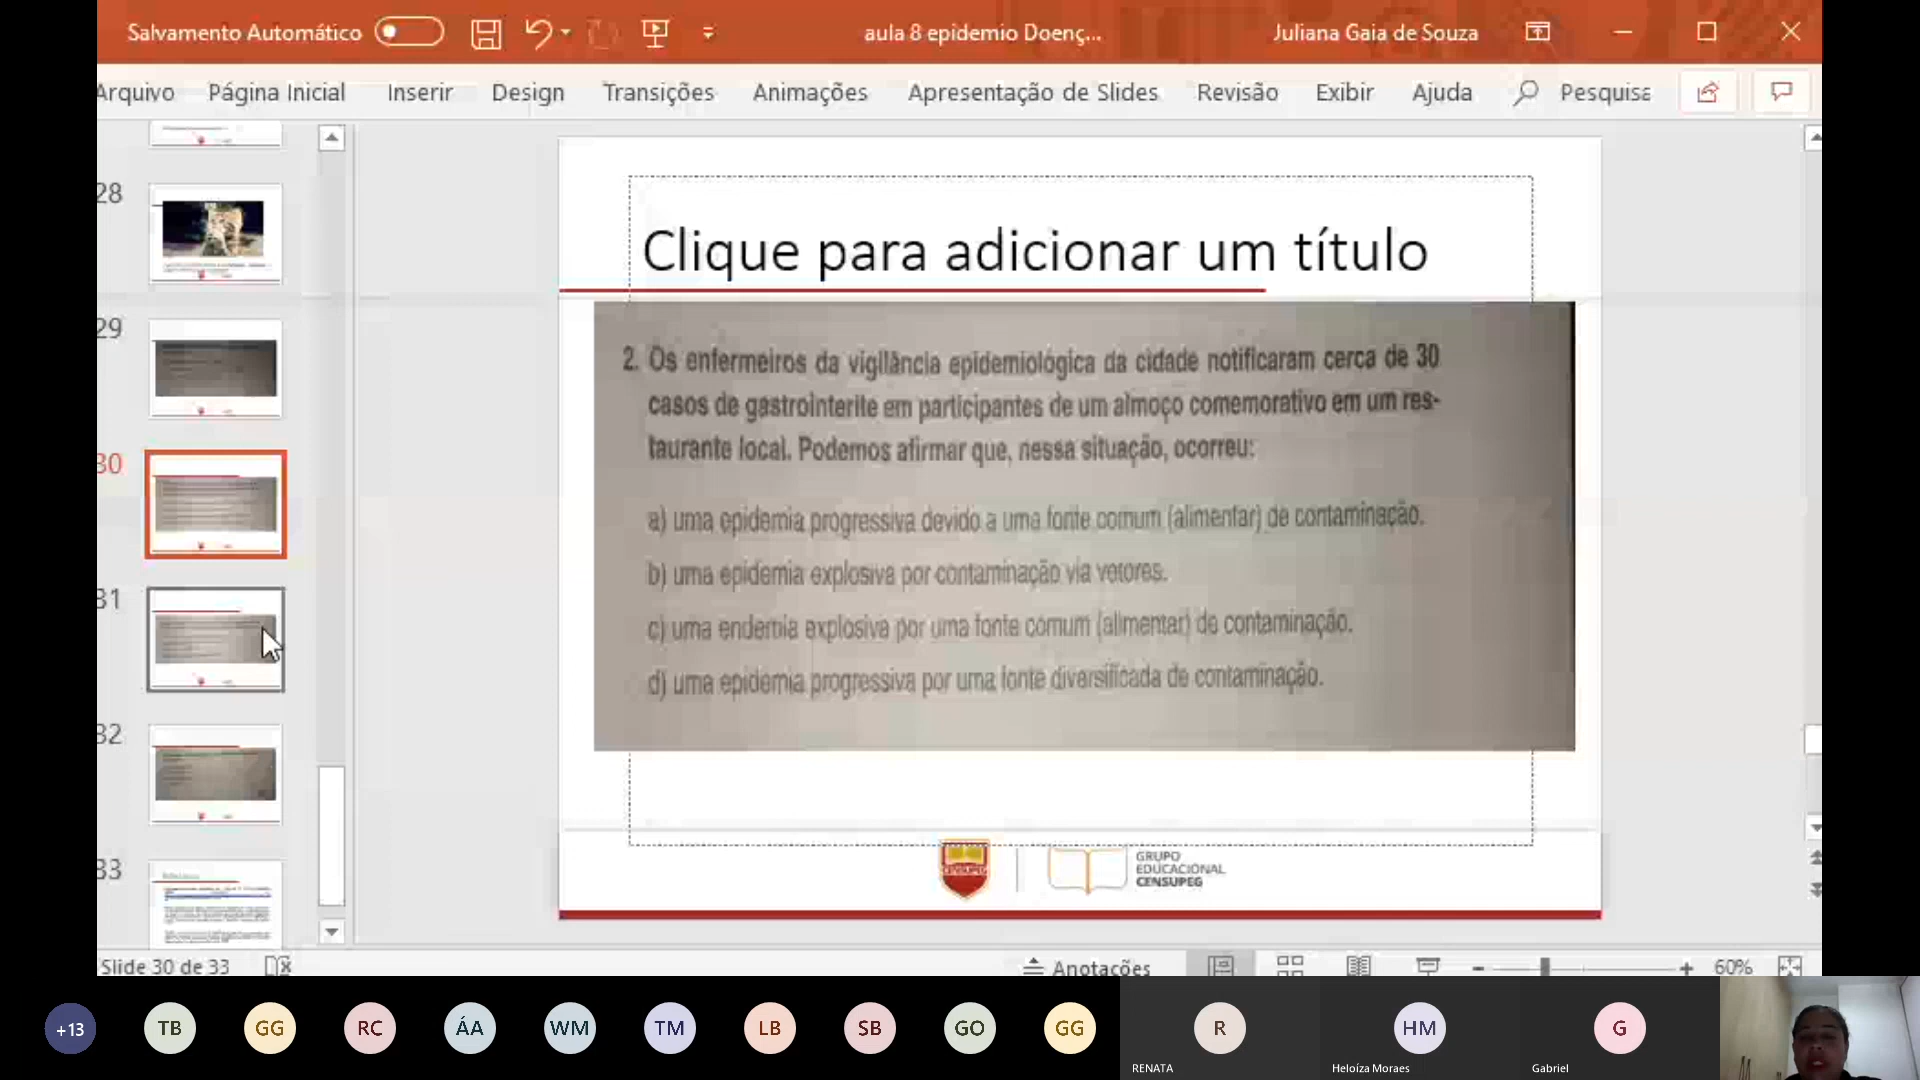 Salvamento Automático
aula 8 epidemio Doenç...
Juliana Gaia de Souza
Arquivo
Página Inicial
Inserir
Design
Transições
Animações
Apresentação de Slides
Revisão
Exibir
Ajuda
Pesquisa
28
29
30
31
32
33
Clique para adicionar um título
2. Os enfermeiros da vigilância epidemiológica da cidade notificaram cerca de 30
casos de gastrointerite em participantes de um almoço comemorativo em um res-
taurante local. Podemos afirmar que, nessa situação, ocorreu:
a) uma epidemia progressiva devido a uma fonte comum (alimentar) de contaminação.
b) uma epidemia explosiva por contaminação via vetores.
c) uma endemia explosiva por uma fonte comum (alimentar) de contaminação.
d) uma epidemia progressiva por uma fonte diversificada de contaminação.
CENSUPEG
GRUPO
EDUCACIONAL
CENSUPEG
Slide 30 de 33
Anotações
60%
+13
TB
GG
RC
ÁA
WM
TM
LB
SB
GO
GG
R
HM
G
RENATA
Heloíza Moraes
Gabriel